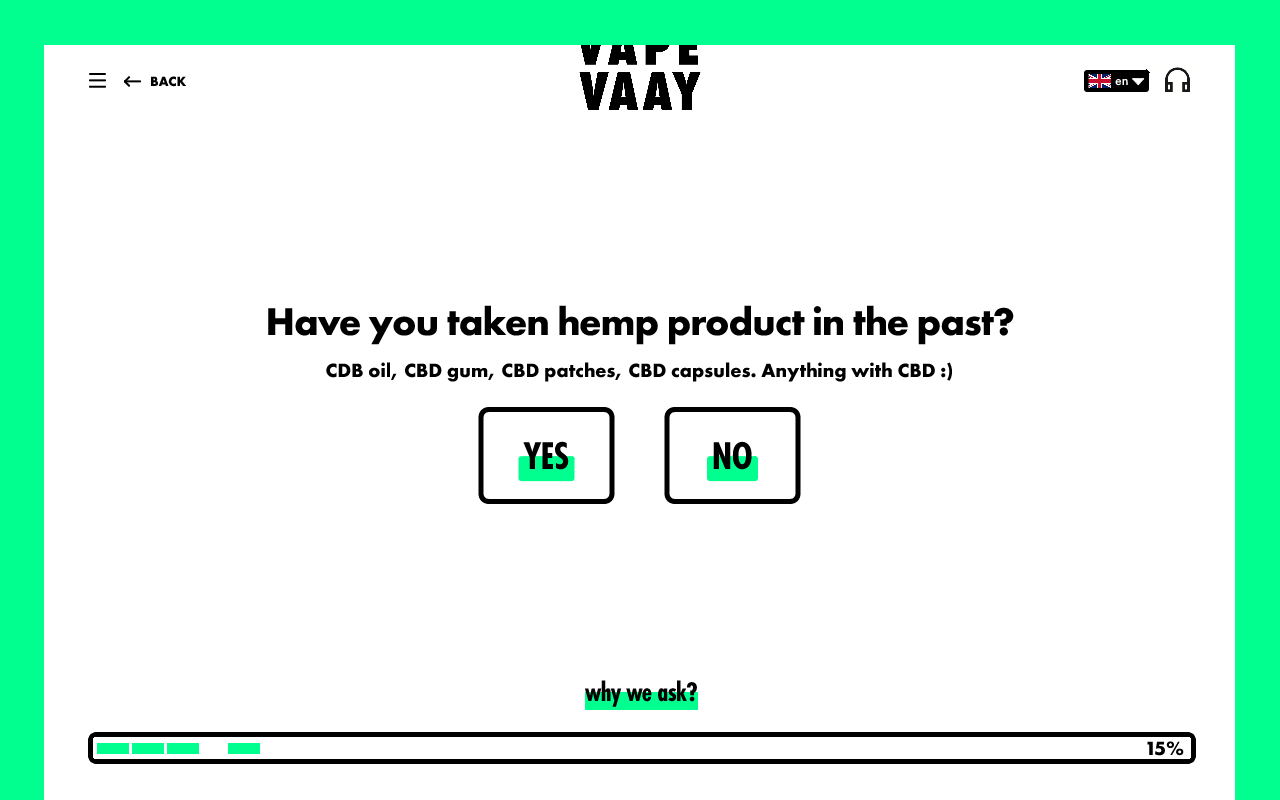 VAPE
VAAY
BACK
en
Have you taken hemp product in the past?
CDB oil, CBD gum, CBD patches, CBD capsules. Anything with CBD :)
YES
NO
why we ask?
15%